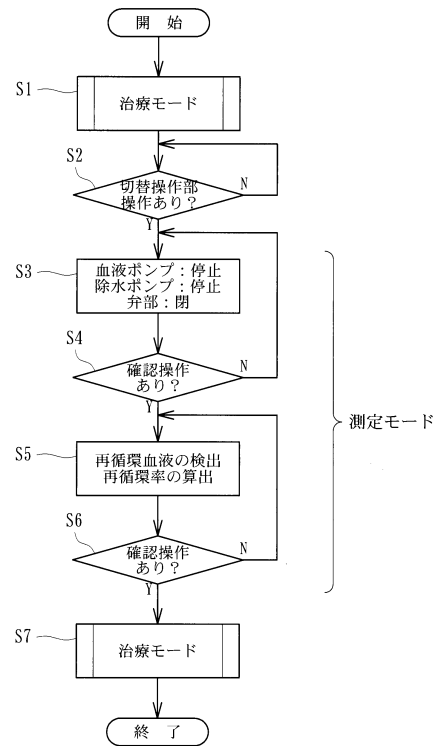 開 始
S1
治療モード
S2
切替操作部
操作あり？
N
Y
S3
血液ポンプ：停止
除水ポンプ：停止
弁部：閉
S4
確認操作
あり？
N
Y
測定モード
S5
再循環血液の検出
再循環率の算出
S6
確認操作
あり？
N
Y
S7
治療モード
終 了